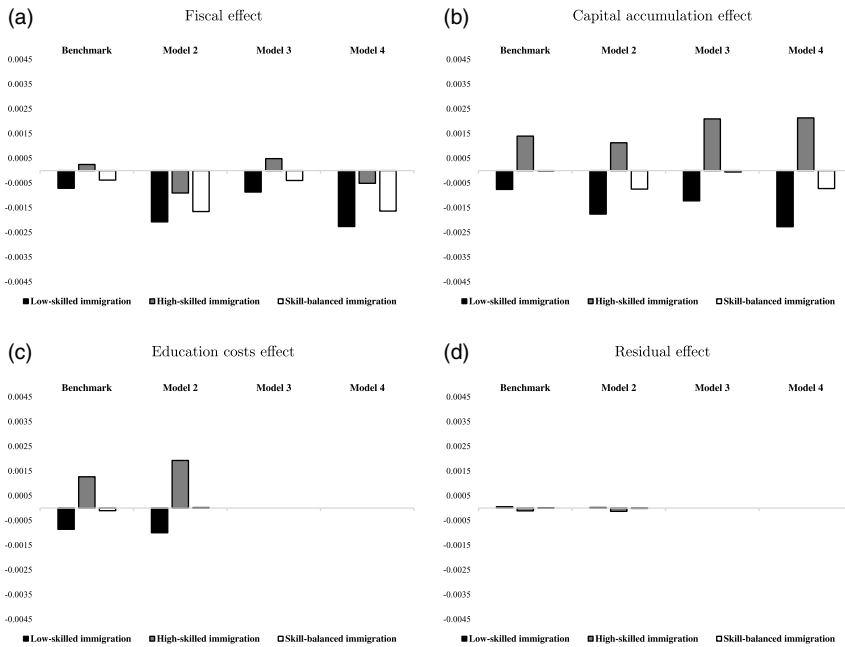 (a)
Fiscal effect
Benchmark Model 2 Model 3 Model 4
0.0045
0.0035
0.0025
0.0015
0.0005
-0.0005
-0.0015
-0.0025
-0.0035
-0.0045
Low-skilled immigration High-skilled immigration Skill-balanced immigration
(b)
Capital accumulation effect
Benchmark Model 2 Model 3 Model 4
0.0045
0.0035
0.0025
0.0015
0.0005
-0.0005
-0.0015
-0.0025
-0.0035
-0.0045
Low-skilled immigration High-skilled immigration Skill-balanced immigration
(c)
Education costs effect
Benchmark Model 2 Model 3 Model 4
0.0045
0.0035
0.0025
0.0015
0.0005
-0.0005
-0.0015
-0.0025
-0.0035
-0.0045
Low-skilled immigration High-skilled immigration Skill-balanced immigration
(d)
Residual effect
Benchmark Model 2 Model 3 Model 4
0.0045
0.0035
0.0025
0.0015
0.0005
-0.0005
-0.0015
-0.0025
-0.0035
-0.0045
Low-skilled immigration High-skilled immigration Skill-balanced immigration